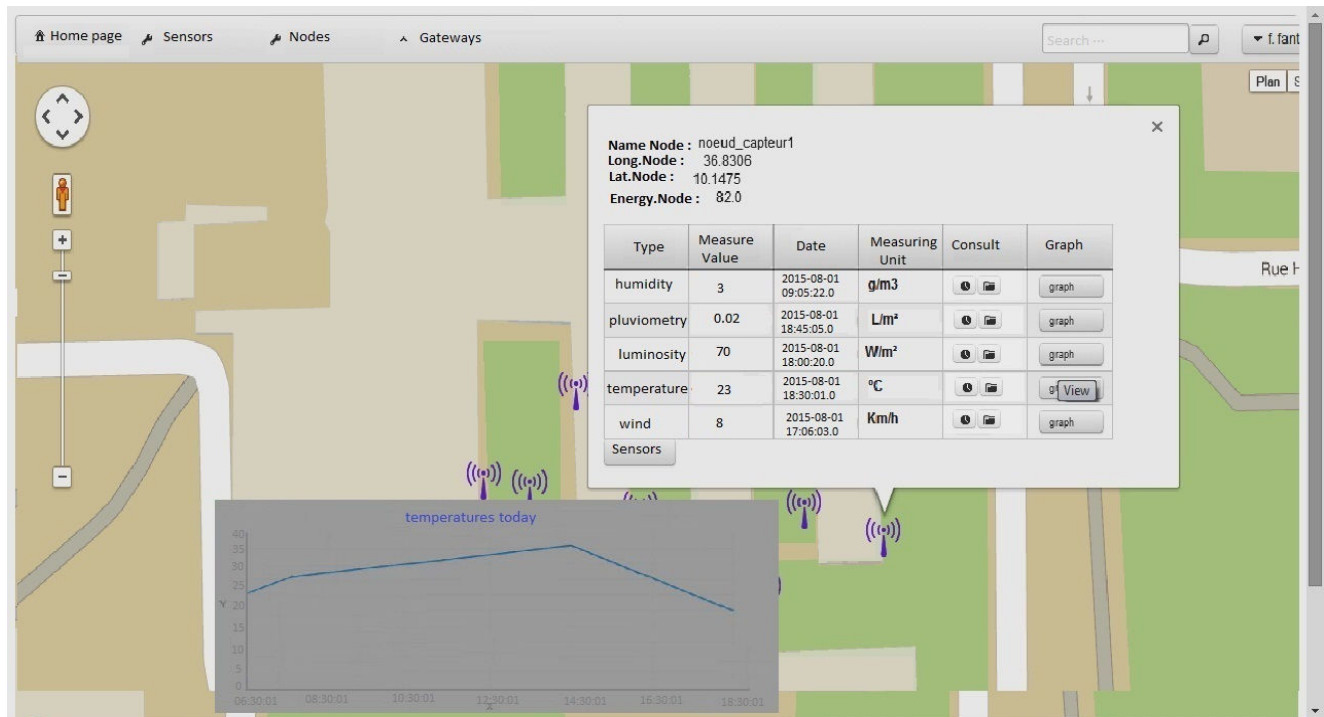 Home page Sensors Nodes Gateways Search ... f. fant
Plan S
Name Node : noeud_capteur1
Long.Node : 36.8306
Lat.Node : 10.1475
Energy.Node : 82.0
Type Measure Value Date Measuring Unit Consult Graph
humidity 3 2015-08-01 09:05:22.0 g/m3 graph
pluviometry 0.02 2015-08-01 18:45:05.0 L/m² graph
luminosity 70 2015-08-01 18:00:20.0 W/m² graph
temperature 23 2015-08-01 18:30:01.0 °C View
wind 8 2015-08-01 17:06:03.0 Km/h graph
Sensors
Rue H
temperatures today
40
35
30
25
Y 20
15
10
5
0
06:30:01 08:30:01 10:30:01 12:30:01 14:30:01 16:30:01 18:30:01